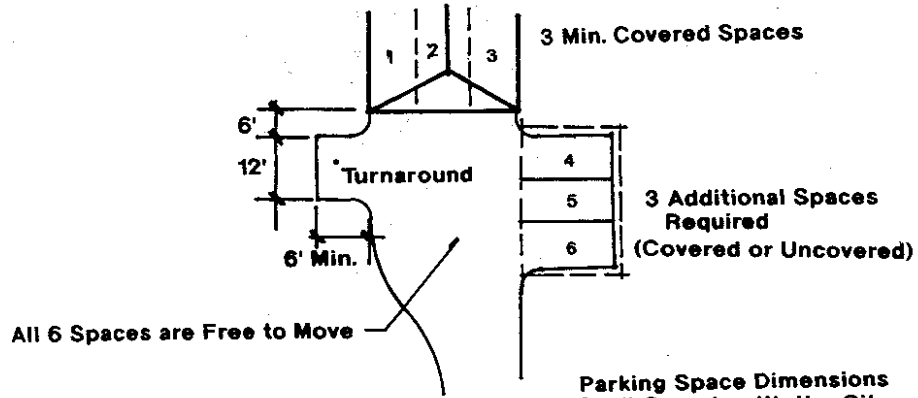 3 Min. Covered Spaces
1 2 3
6'
12'
Turnaround
4
5
6
3 Additional Spaces
Required
(Covered or Uncovered)
6' Min.
All 6 Spaces are Free to Move
Parking Space Dimensions